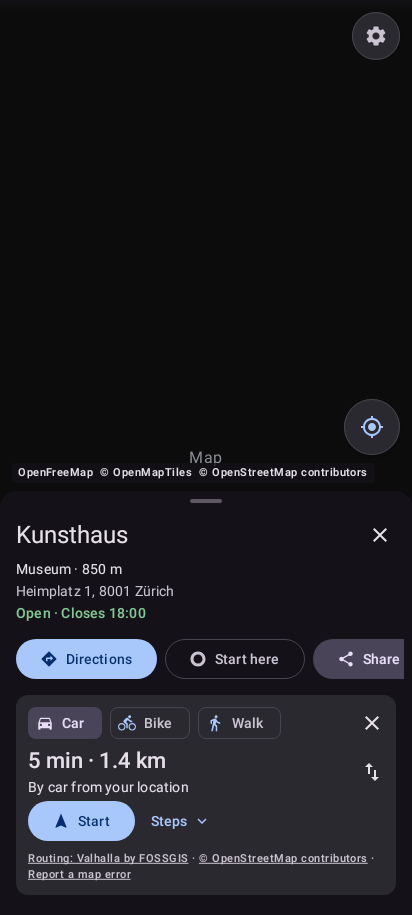 Map
OpenFreeMap © OpenMapTiles © OpenStreetMap contributors
Kunsthaus
Museum · 850 m
Heimplatz 1, 8001 Zürich
Open · Closes 18:00
Directions
Start here
Share
Car
Bike
Walk
5 min · 1.4 km
By car from your location
Start
Steps
Routing: Valhalla by FOSSGIS · © OpenStreetMap contributors ·
Report a map error